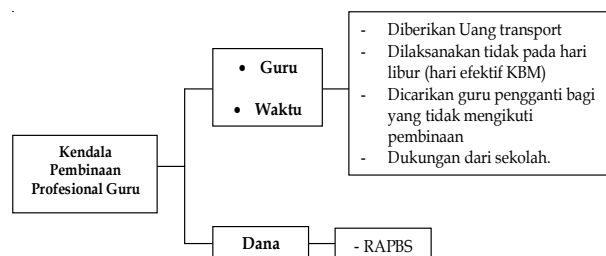 Kendala
Pembinaan
Profesional Guru
• Guru
• Waktu
- Diberikan Uang transport
- Dilaksanakan tidak pada hari
libur (hari efektif KBM)
- Dicarikan guru pengganti bagi
yang tidak mengikuti
pembinaan
- Dukungan dari sekolah.
Dana
- RAPBS